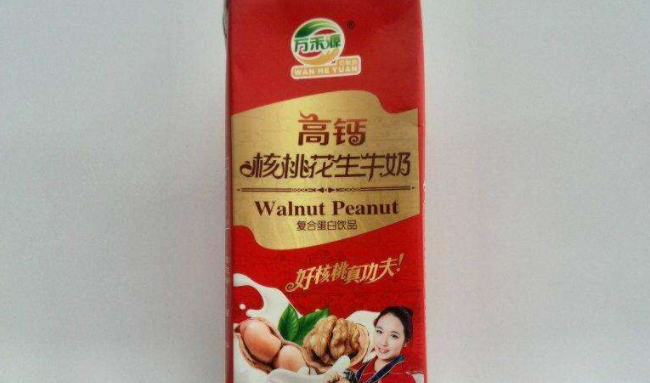 万禾源
®
WAN HE YUAN
高钙
核桃花生牛奶
Walnut Peanut
复合蛋白饮品
好核桃真功夫!